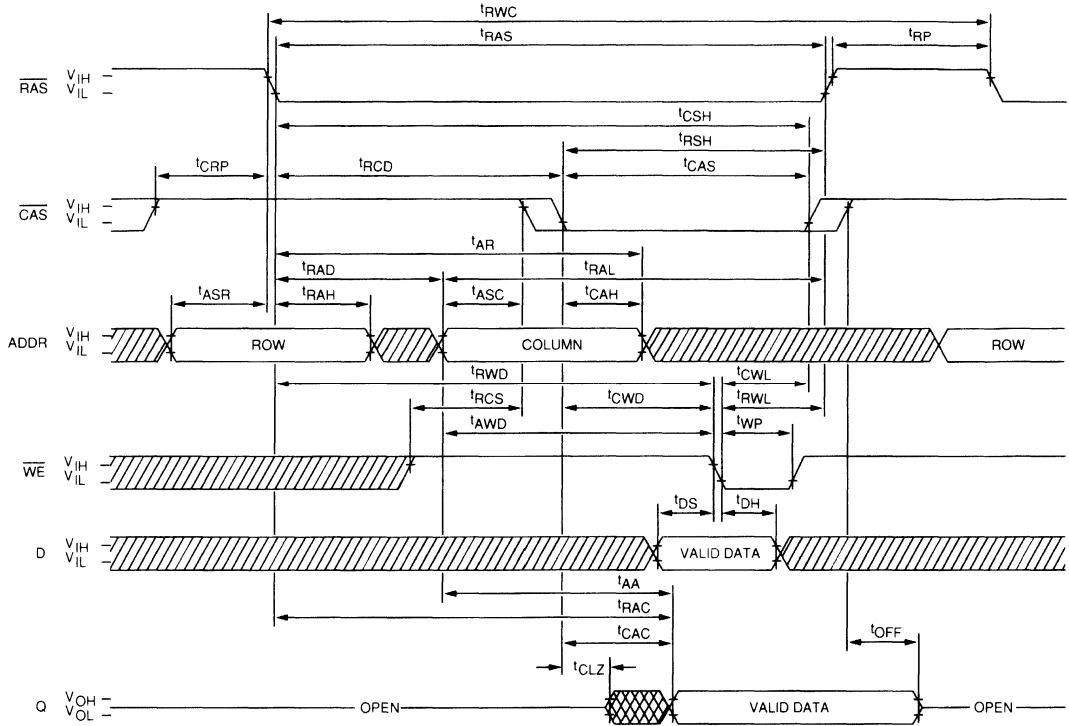 tRWC
tRAS
tRP
RAS
VIH
VIL
tCSH
tRSH
tCRP
tRCD
tCAS
CAS
VIH
VIL
tAR
tRAD
tRAL
tASR
tRAH
tASC
tCAH
ADDR
VIH
VIL
ROW
COLUMN
ROW
tRWD
tCWL
tRCS
tCWD
tRWL
tAWD
tWP
WE
VIH
VIL
tDS
tDH
D
VIH
VIL
VALID DATA
tAA
tRAC
tCAC
tOFF
tCLZ
Q
VOH
VOL
OPEN
VALID DATA
OPEN